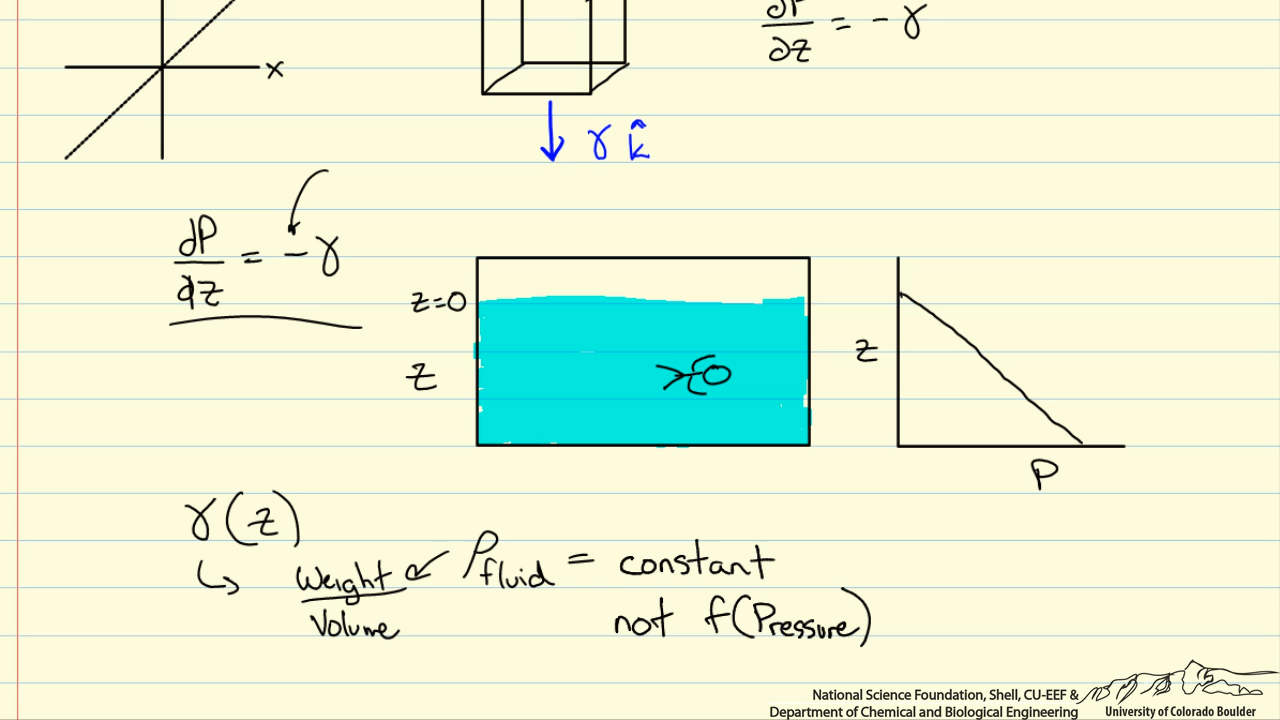 ∂P/∂z = -γ
x
γ k̂
dP/dz = -γ
z=0
z
z
P
γ(z)
↳ Weight/Volume ↙ ρfluid = constant
not f(Pressure)
National Science Foundation, Shell, CU-EEF &
Department of Chemical and Biological Engineering
University of Colorado Boulder